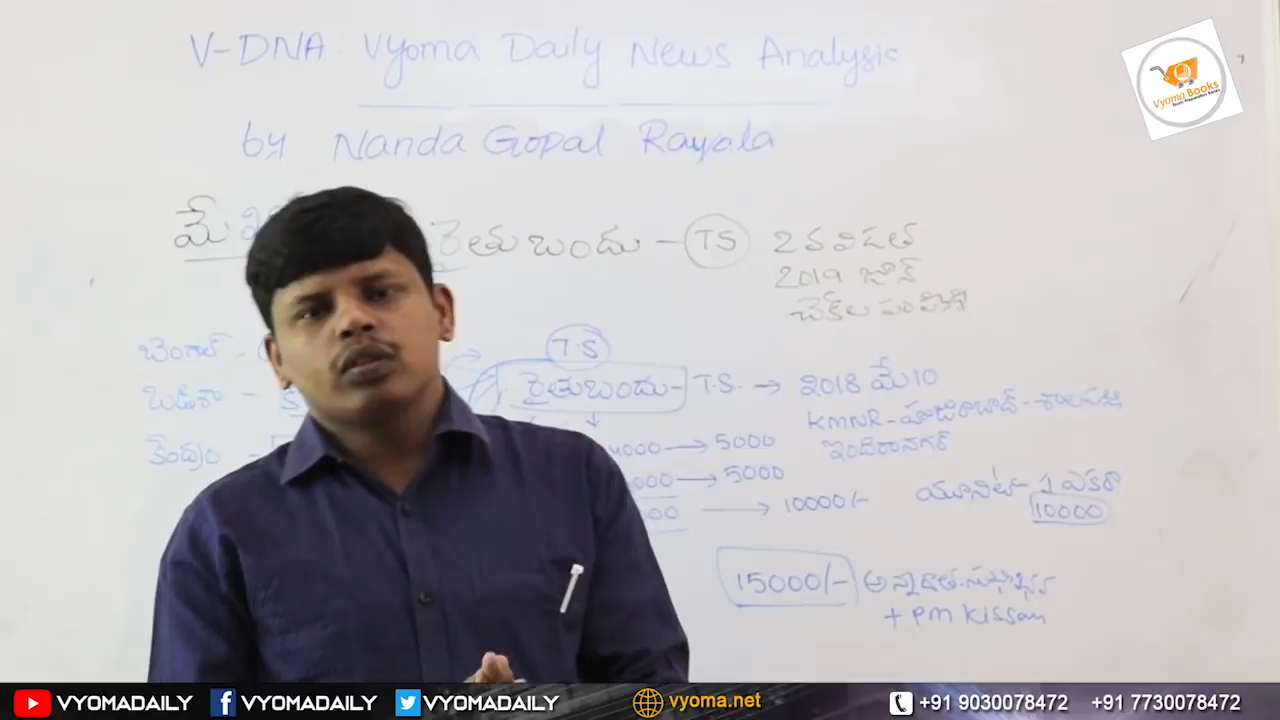 V-DNA: Vyoma Daily News Analysis
by Nanda Gopal Rayala
Vyoma Books
మే
రైతుబందు - TS
2వ విడత
2019 జూన్
చెక్‌ల పంపిణీ
బెంగాల్ -
ఒడిశా -
కేంద్రం -
T.S
రైతుబందు- T.S. → 2018 మే 10
KMNR - హుజురాబాద్ - శాలపల్లి
ఇందిరానగర్
4000 → 5000
→ 5000
→ 10000/-
యూనిట్ - 1 ఎకరా
10000
15000/- అన్నదాత సుఖీభవ
+ PM Kissan
VYOMADAILY VYOMADAILY VYOMADAILY vyoma.net +91 9030078472 +91 7730078472